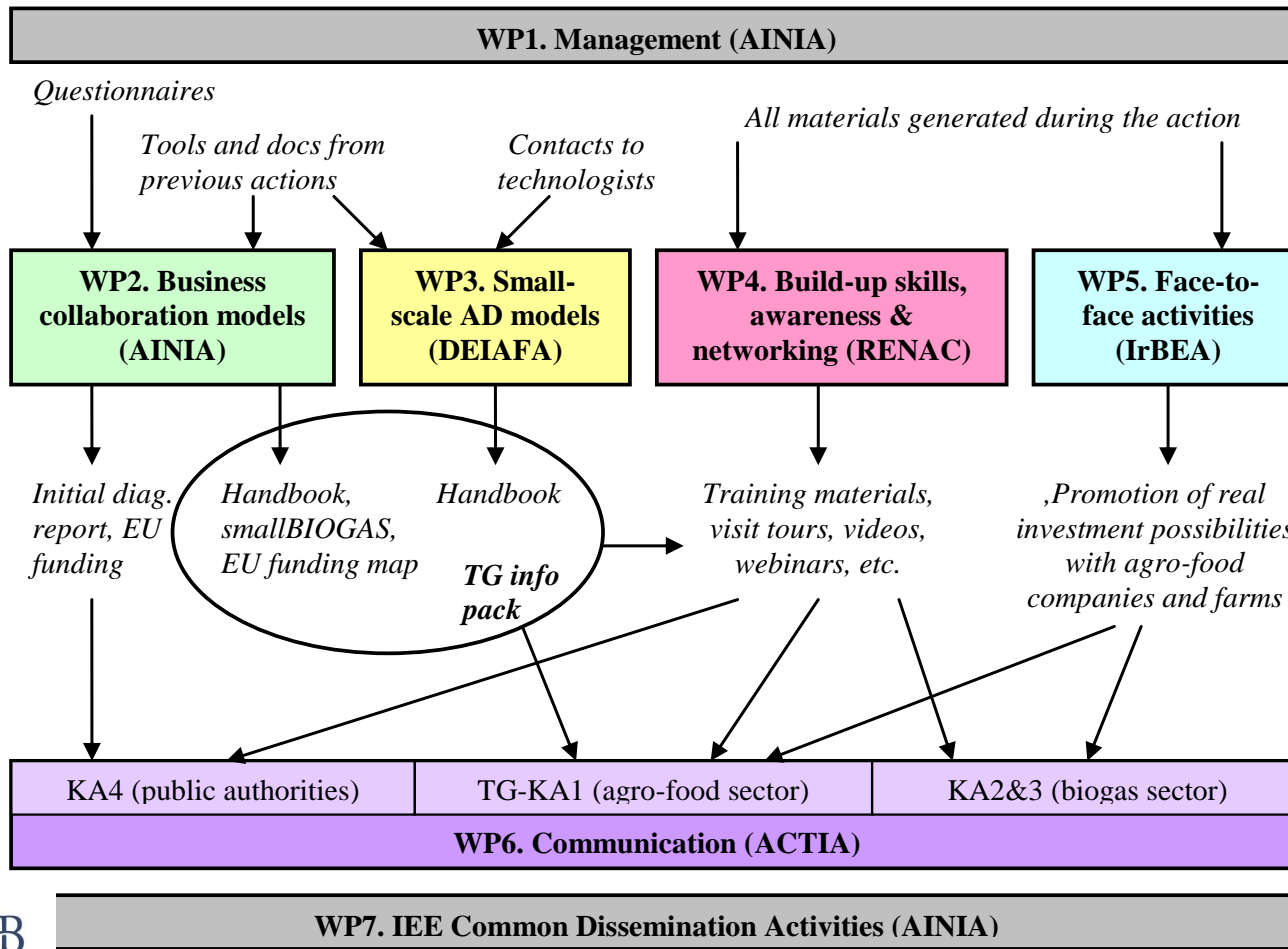 WP1. Management (AINIA)
Questionnaires
Tools and docs from
previous actions
Contacts to
technologists
All materials generated during the action
WP2. Business
collaboration models
(AINIA)
WP3. Small-
scale AD models
(DEIAFA)
WP4. Build-up skills,
awareness &
networking (RENAC)
WP5. Face-to-
face activities
(IrBEA)
Initial diag.
report, EU
funding
Handbook,
smallBIOGAS,
EU funding map
Handbook
TG info
pack
Training materials,
visit tours, videos,
webinars, etc.
,Promotion of real
investment possibilities
with agro-food
companies and farms
KA4 (public authorities)
TG-KA1 (agro-food sector)
KA2&3 (biogas sector)
WP6. Communication (ACTIA)
B
WP7. IEE Common Dissemination Activities (AINIA)